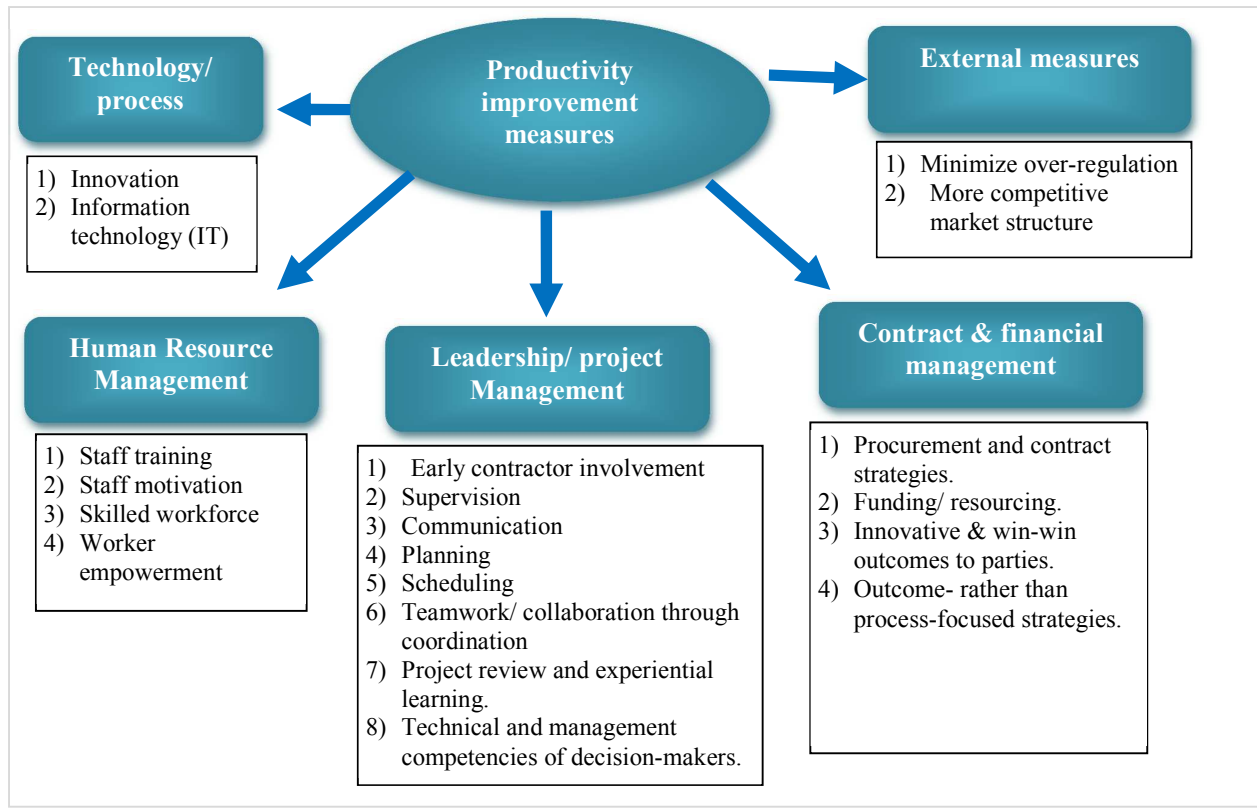 Productivity
improvement
measures
Technology/
process
1) Innovation
2) Information
technology (IT)
External measures
1) Minimize over-regulation
2) More competitive
market structure
Human Resource
Management
1) Staff training
2) Staff motivation
3) Skilled workforce
4) Worker
empowerment
Leadership/ project
Management
1) Early contractor involvement
2) Supervision
3) Communication
4) Planning
5) Scheduling
6) Teamwork/ collaboration through
coordination
7) Project review and experiential
learning.
8) Technical and management
competencies of decision-makers.
Contract & financial
management
1) Procurement and contract
strategies.
2) Funding/ resourcing.
3) Innovative & win-win
outcomes to parties.
4) Outcome- rather than
process-focused strategies.